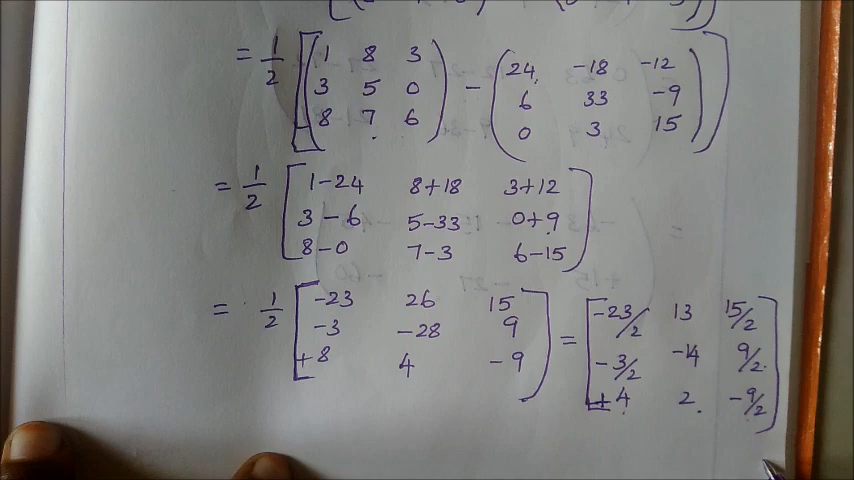 = 1/2 [(1 8 3) - (24 -18 -12)]
3 5 0 6 33 -9
8 7 6 0 3 15
= 1/2 [1-24 8+18 3+12]
3-6 5-33 0+9
8-0 7-3 6-15
= 1/2 [-23 26 15] = [-23/2 13 15/2]
-3 -28 9 -3/2 -14 9/2
+8 4 -9 +4 2 -9/2